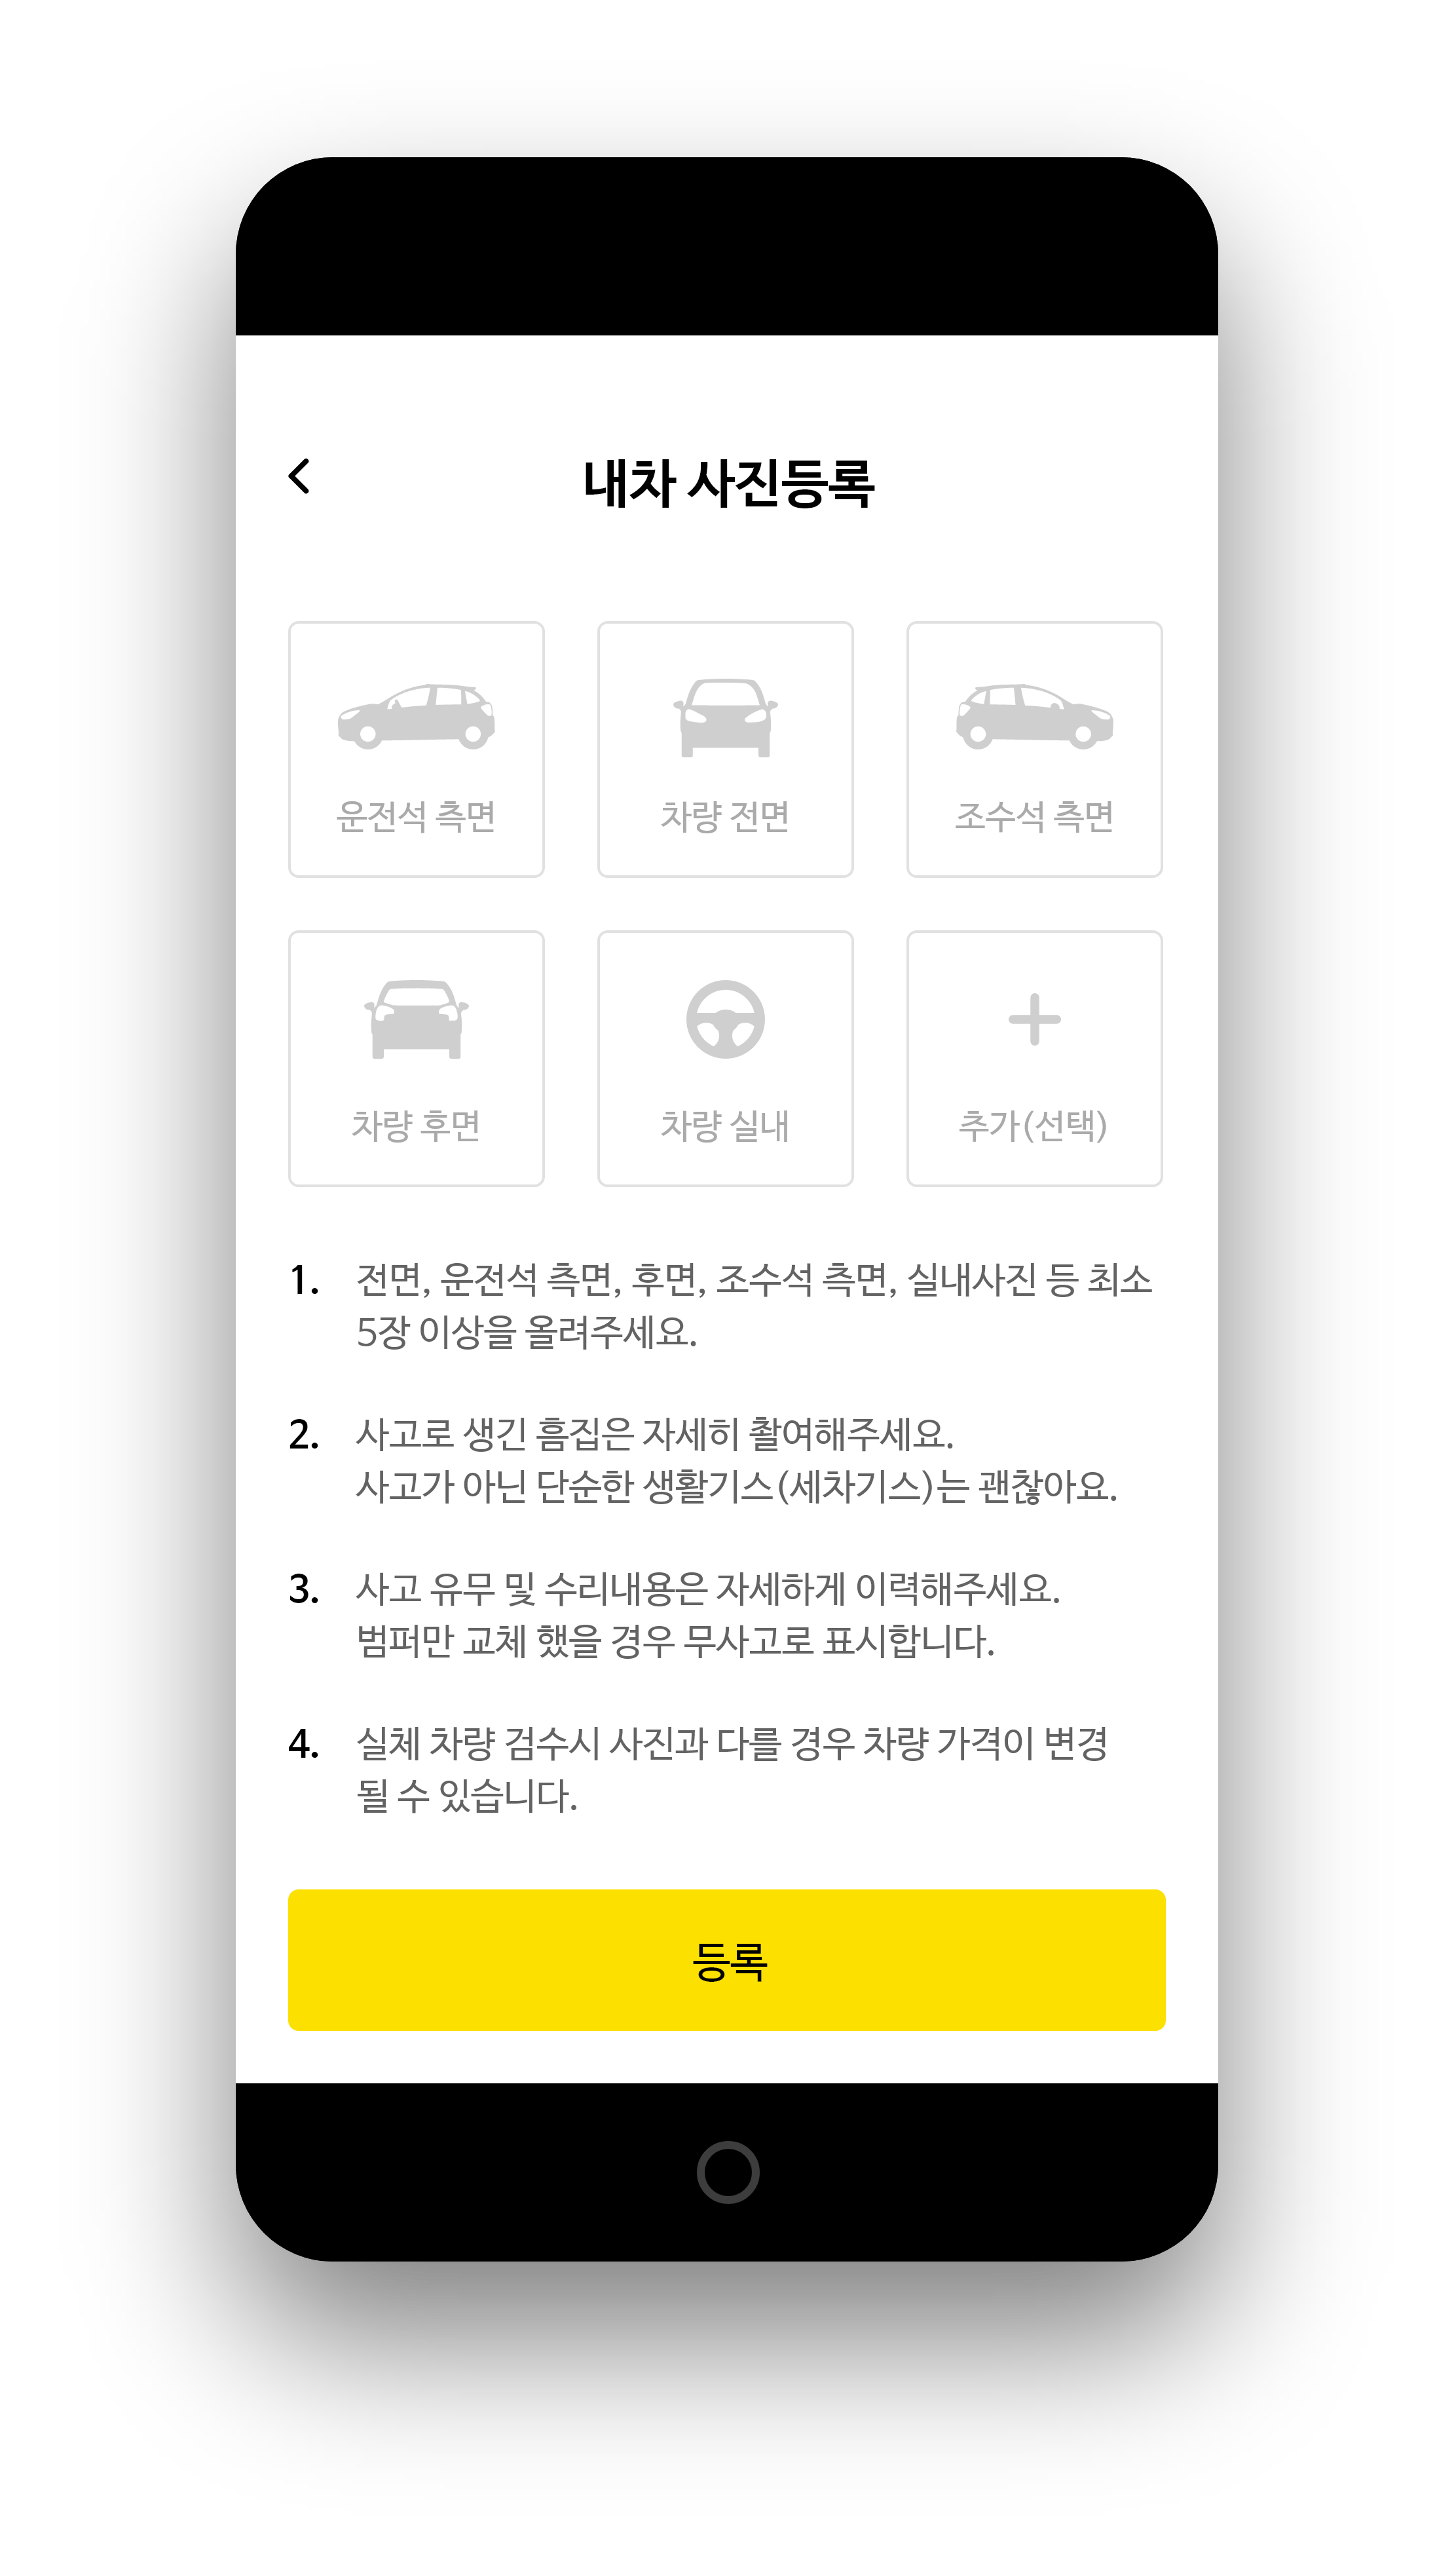 내차 사진등록
운전석 측면
차량 전면
조수석 측면
차량 후면
차량 실내
추가(선택)
1. 전면, 운전석 측면, 후면, 조수석 측면, 실내사진 등 최소
5장 이상을 올려주세요.
2. 사고로 생긴 흠집은 자세히 촬여해주세요.
사고가 아닌 단순한 생활기스(세차기스)는 괜찮아요.
3. 사고 유무 및 수리내용은 자세하게 이력해주세요.
범퍼만 교체 했을 경우 무사고로 표시합니다.
4. 실체 차량 검수시 사진과 다를 경우 차량 가격이 변경
될 수 있습니다.
등록